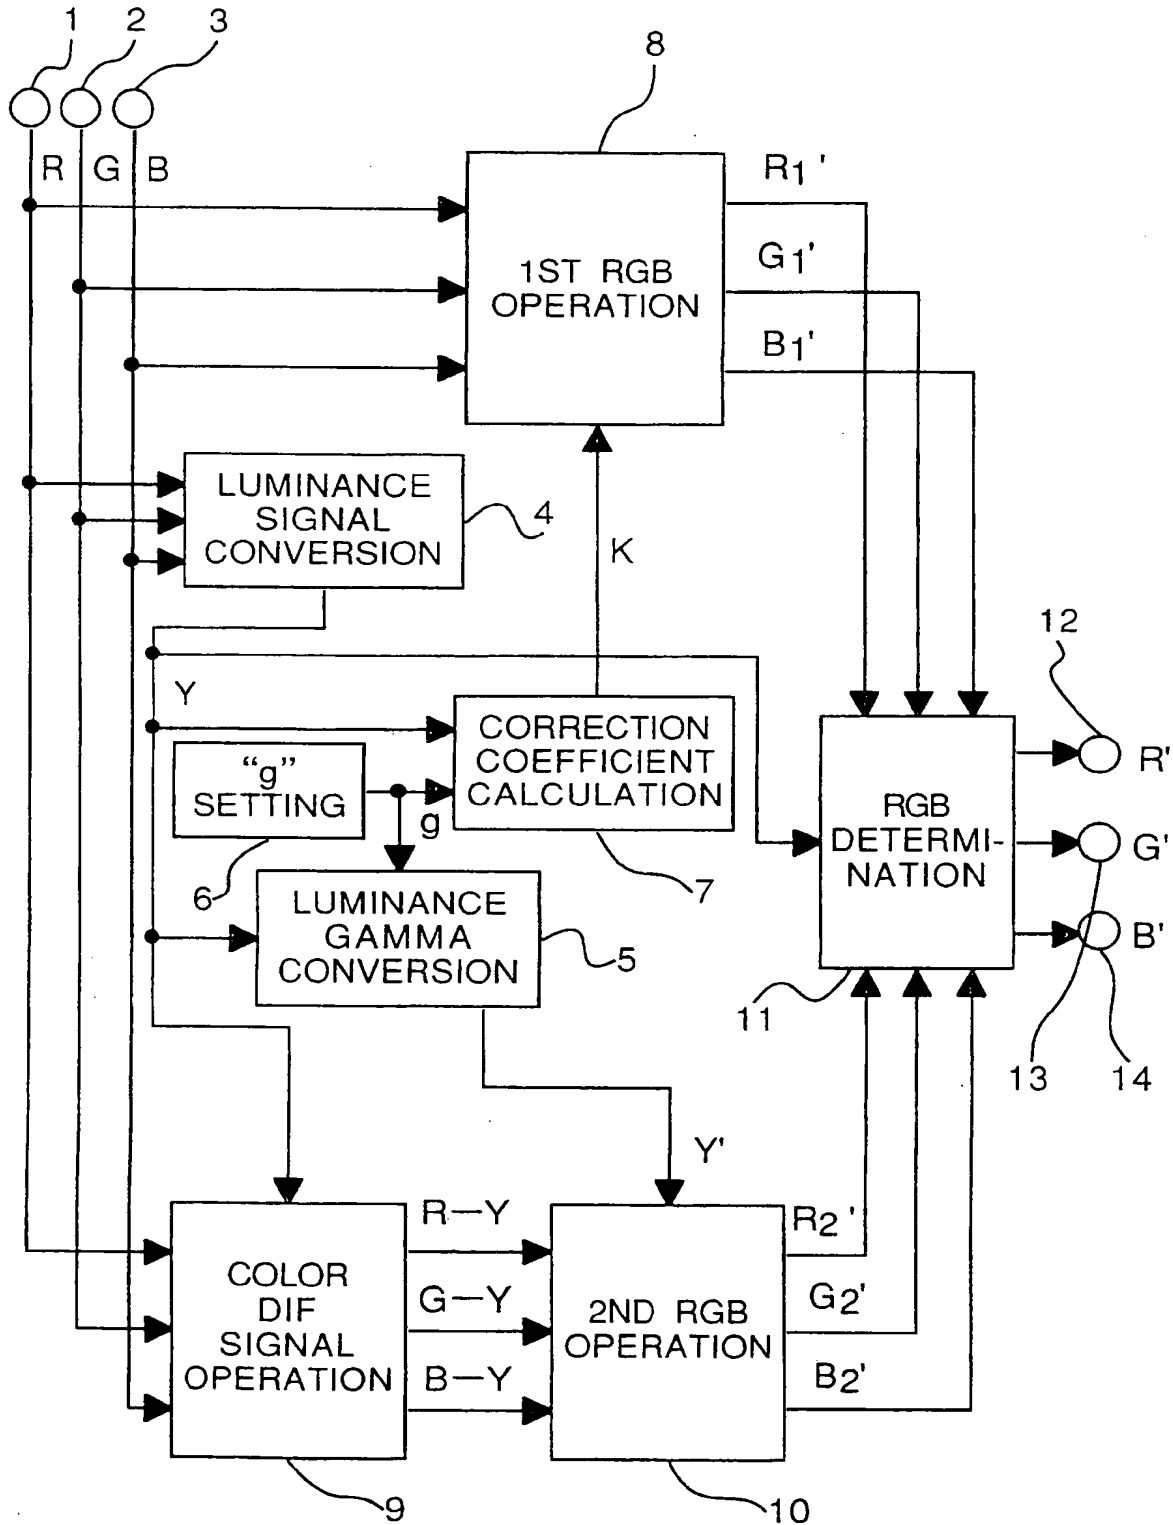 1 2 3
8
R G B
R1'
G1'
1ST RGB
OPERATION
B1'
LUMINANCE
SIGNAL
CONVERSION
4
K
12
Y
CORRECTION
COEFFICIENT
CALCULATION
"g"
SETTING
g
R'
RGB
DETERMI-
NATION
G'
6
7
LUMINANCE
GAMMA
CONVERSION
5
B'
11
13
14
Y'
R—Y
R2'
COLOR
DIF
SIGNAL
OPERATION
G—Y
2ND RGB
OPERATION
G2'
B—Y
B2'
9
10